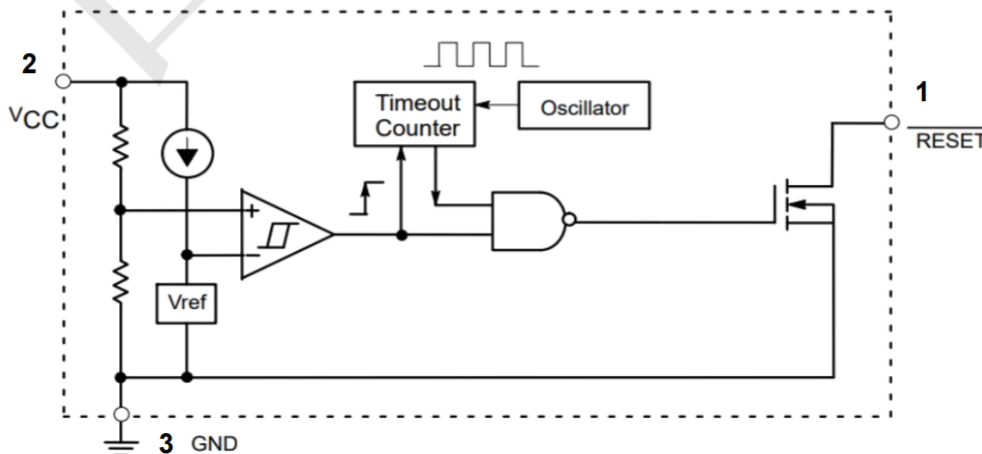 2
VCC
Timeout
Counter
Oscillator
1
RESET
+
−
Vref
3 GND